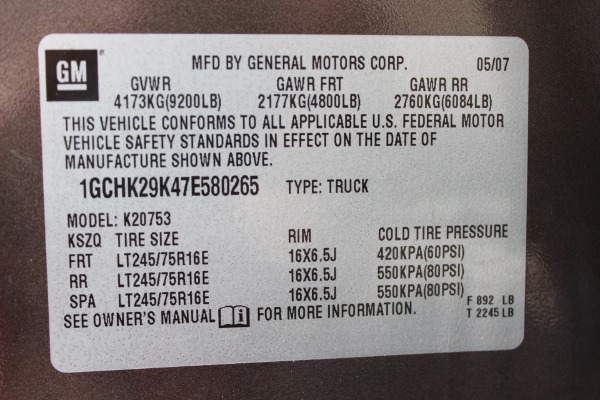 GM
MFD BY GENERAL MOTORS CORP. 05/07
GVWR GAWR FRT GAWR RR
4173KG(9200LB) 2177KG(4800LB) 2760KG(6084LB)
THIS VEHICLE CONFORMS TO ALL APPLICABLE U.S. FEDERAL MOTOR
VEHICLE SAFETY STANDARDS IN EFFECT ON THE DATE OF
MANUFACTURE SHOWN ABOVE.
1GCHK29K47E580265 TYPE: TRUCK
MODEL: K20753
KSZQ TIRE SIZE RIM COLD TIRE PRESSURE
FRT LT245/75R16E 16X6.5J 420KPA(60PSI)
RR LT245/75R16E 16X6.5J 550KPA(80PSI)
SPA LT245/75R16E 16X6.5J 550KPA(80PSI)
F 892 LB
SEE OWNER'S MANUAL i FOR MORE INFORMATION. T 2245 LB